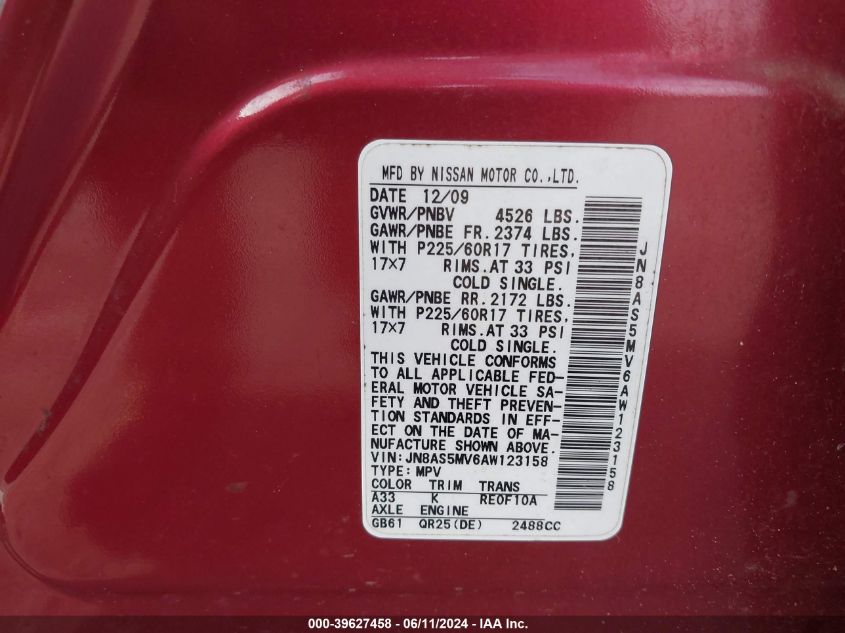 MFD BY NISSAN MOTOR CO.,LTD.
DATE 12/09
GVWR/PNBV 4526 LBS.
GAWR/PNBE FR. 2374 LBS.
WITH P225/60R17 TIRES,
17×7 RIMS.AT 33 PSI
COLD SINGLE.
GAWR/PNBE RR. 2172 LBS.
WITH P225/60R17 TIRES,
17×7 RIMS.AT 33 PSI
COLD SINGLE.
THIS VEHICLE CONFORMS
TO ALL APPLICABLE FED-
ERAL MOTOR VEHICLE SA-
FETY AND THEFT PREVEN-
TION STANDARDS IN EFF-
ECT ON THE DATE OF MA-
NUFACTURE SHOWN ABOVE.
VIN:JN8AS5MV6AW123158
TYPE:MPV
COLOR TRIM TRANS
A33 K RE0F10A
AXLE ENGINE
GB61 QR25(DE) 2488CC
JN8AS5MV6AW123158
000-39627458 - 06/11/2024 - IAA Inc.